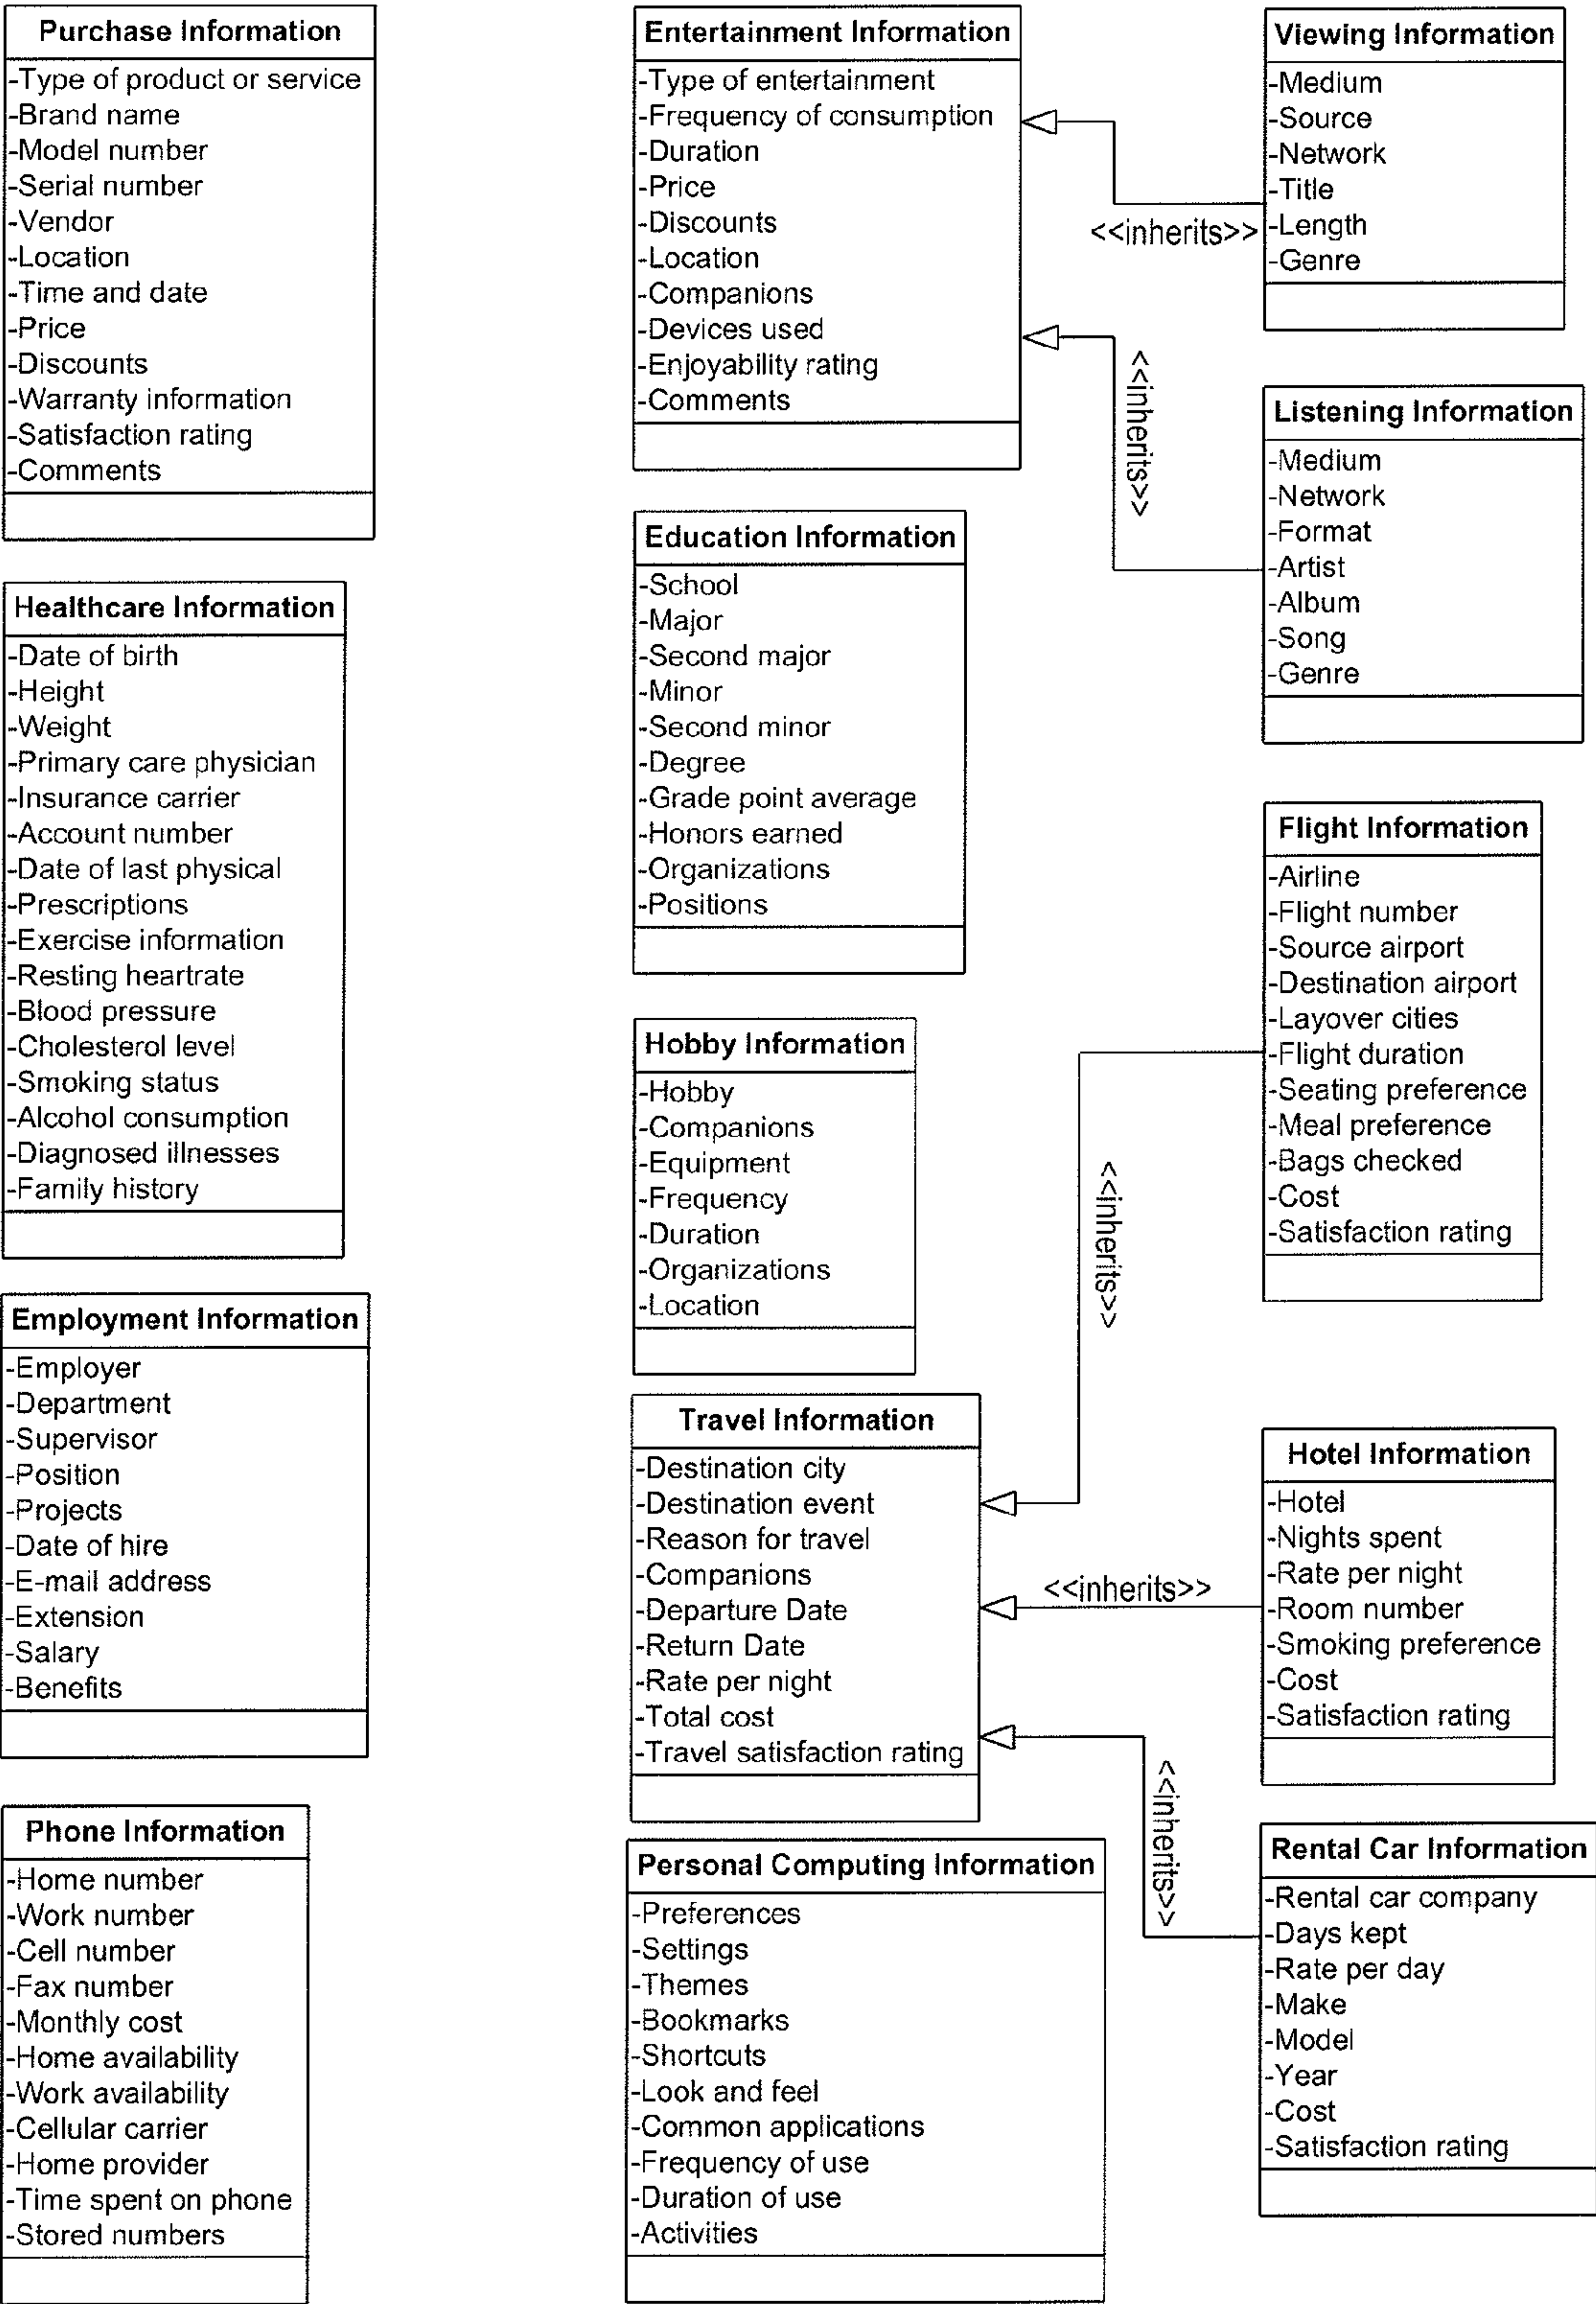 Purchase Information
-Type of product or service
-Brand name
-Model number
-Serial number
-Vendor
-Location
-Time and date
-Price
-Discounts
-Warranty information
-Satisfaction rating
-Comments
Healthcare Information
-Date of birth
-Height
-Weight
-Primary care physician
-Insurance carrier
-Account number
-Date of last physical
-Prescriptions
-Exercise information
-Resting heartrate
-Blood pressure
-Cholesterol level
-Smoking status
-Alcohol consumption
-Diagnosed illnesses
-Family history
Employment Information
-Employer
-Department
-Supervisor
-Position
-Projects
-Date of hire
-E-mail address
-Extension
-Salary
-Benefits
Phone Information
-Home number
-Work number
-Cell number
-Fax number
-Monthly cost
-Home availability
-Work availability
-Cellular carrier
-Home provider
-Time spent on phone
-Stored numbers
Entertainment Information
-Type of entertainment
-Frequency of consumption
-Duration
-Price
-Discounts
-Location
-Companions
-Devices used
-Enjoyability rating
-Comments
Education Information
-School
-Major
-Second major
-Minor
-Second minor
-Degree
-Grade point average
-Honors earned
-Organizations
-Positions
Hobby Information
-Hobby
-Companions
-Equipment
-Frequency
-Duration
-Organizations
-Location
Travel Information
-Destination city
-Destination event
-Reason for travel
-Companions
-Departure Date
-Return Date
-Rate per night
-Total cost
-Travel satisfaction rating
Personal Computing Information
-Preferences
-Settings
-Themes
-Bookmarks
-Shortcuts
-Look and feel
-Common applications
-Frequency of use
-Duration of use
-Activities
<<inherits>>
<<inherits>>
<<inherits>>
<<inherits>>
<<inherits>>
Viewing Information
-Medium
-Source
-Network
-Title
-Length
-Genre
Listening Information
-Medium
-Network
-Format
-Artist
-Album
-Song
-Genre
Flight Information
-Airline
-Flight number
-Source airport
-Destination airport
-Layover cities
-Flight duration
-Seating preference
-Meal preference
-Bags checked
-Cost
-Satisfaction rating
Hotel Information
-Hotel
-Nights spent
-Rate per night
-Room number
-Smoking preference
-Cost
-Satisfaction rating
Rental Car Information
-Rental car company
-Days kept
-Rate per day
-Make
-Model
-Year
-Cost
-Satisfaction rating